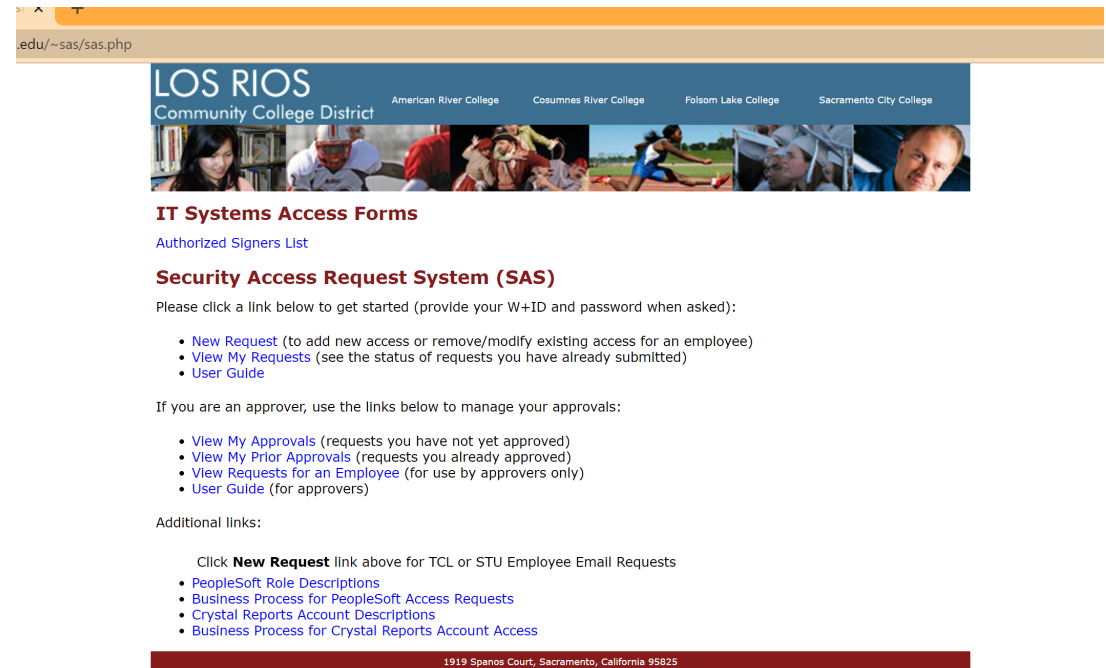 .edu/~sas/sas.php
LOS RIOS
Community College District
American River College Cosumnes River College Folsom Lake College Sacramento City College
IT Systems Access Forms
Authorized Signers List
Security Access Request System (SAS)
Please click a link below to get started (provide your W+ID and password when asked):
• New Request (to add new access or remove/modify existing access for an employee)
• View My Requests (see the status of requests you have already submitted)
• User Guide
If you are an approver, use the links below to manage your approvals:
• View My Approvals (requests you have not yet approved)
• View My Prior Approvals (requests you already approved)
• View Requests for an Employee (for use by approvers only)
• User Guide (for approvers)
Additional links:
Click New Request link above for TCL or STU Employee Email Requests
• PeopleSoft Role Descriptions
• Business Process for PeopleSoft Access Requests
• Crystal Reports Account Descriptions
• Business Process for Crystal Reports Account Access
1919 Spanos Court, Sacramento, California 95825